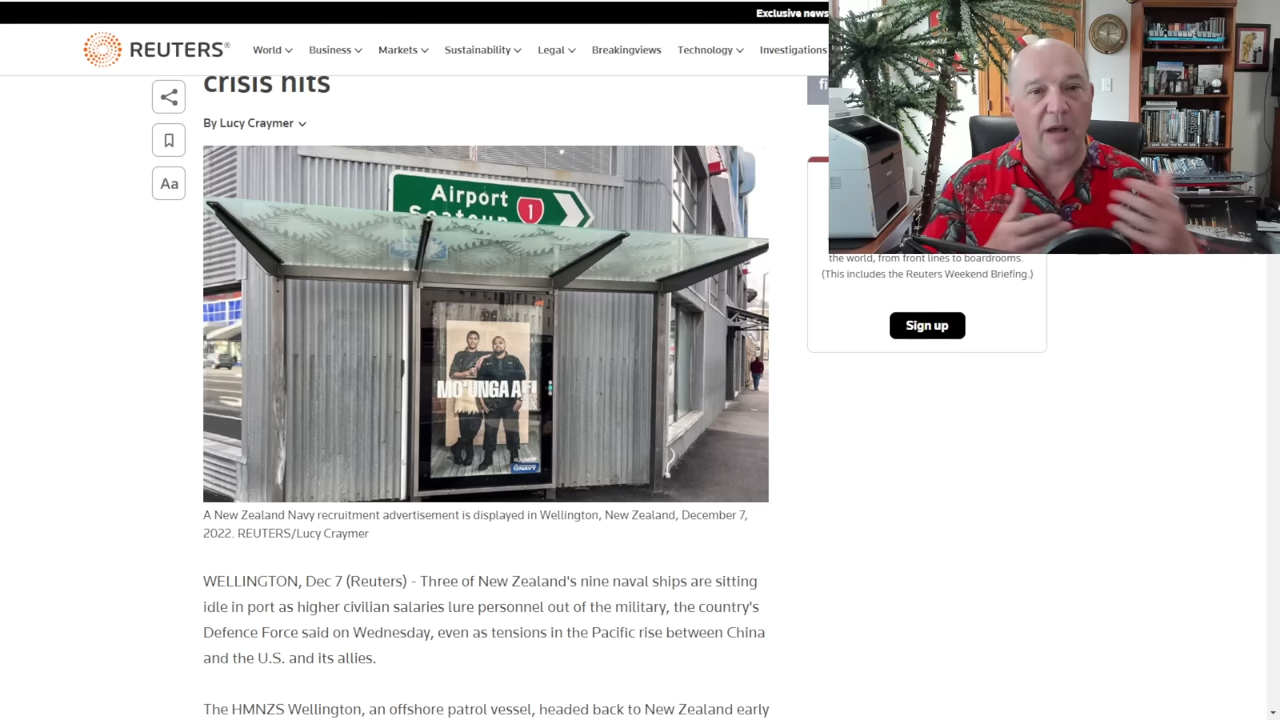 Exclusive news
REUTERS®
World Business Markets Sustainability Legal Breakingviews Technology Investigations
crisis hits
fi
By Lucy Craymer
Aa
Airport
Seatoun
1
MO'UNGA AFI
the world, from front lines to boardrooms.
(This includes the Reuters Weekend Briefing.)
Sign up
A New Zealand Navy recruitment advertisement is displayed in Wellington, New Zealand, December 7,
2022. REUTERS/Lucy Craymer
WELLINGTON, Dec 7 (Reuters) - Three of New Zealand's nine naval ships are sitting
idle in port as higher civilian salaries lure personnel out of the military, the country's
Defence Force said on Wednesday, even as tensions in the Pacific rise between China
and the U.S. and its allies.
The HMNZS Wellington, an offshore patrol vessel, headed back to New Zealand early